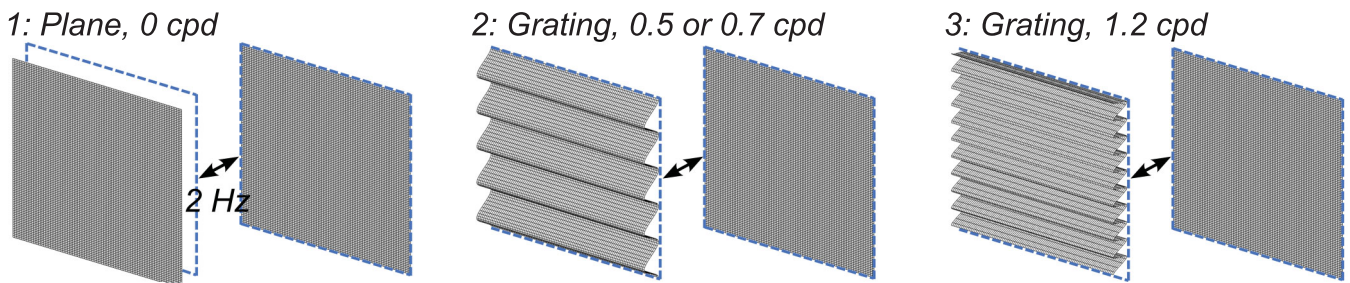 1: Plane, 0 cpd
2: Grating, 0.5 or 0.7 cpd
3: Grating, 1.2 cpd
2 Hz